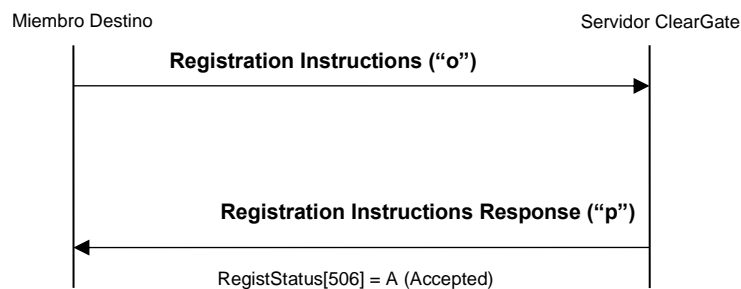 Miembro Destino
Servidor ClearGate
Registration Instructions (“o”)
Registration Instructions Response (“p”)
RegistStatus[506] = A (Accepted)